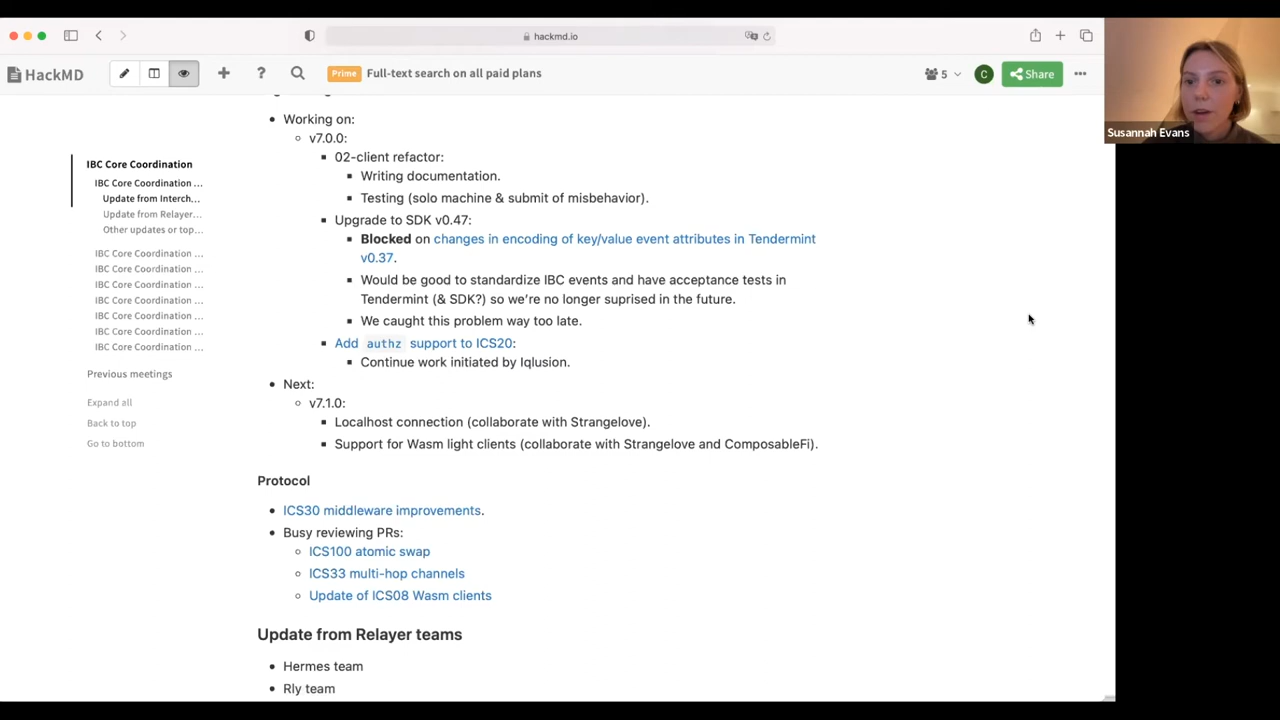 hackmd.io
HackMD
Prime Full-text search on all paid plans
5
C
Share
Susannah Evans
IBC Core Coordination
IBC Core Coordination ...
Update from Interch...
Update from Relayer...
Other updates or top...
IBC Core Coordination ...
IBC Core Coordination ...
IBC Core Coordination ...
IBC Core Coordination ...
IBC Core Coordination ...
IBC Core Coordination ...
IBC Core Coordination ...
Previous meetings
Expand all
Back to top
Go to bottom
Working on:
v7.0.0:
02-client refactor:
Writing documentation.
Testing (solo machine & submit of misbehavior).
Upgrade to SDK v0.47:
Blocked on changes in encoding of key/value event attributes in Tendermint
v0.37.
Would be good to standardize IBC events and have acceptance tests in
Tendermint (& SDK?) so we're no longer suprised in the future.
We caught this problem way too late.
Add authz support to ICS20:
Continue work initiated by Iqlusion.
Next:
v7.1.0:
Localhost connection (collaborate with Strangelove).
Support for Wasm light clients (collaborate with Strangelove and ComposableFi).
Protocol
ICS30 middleware improvements.
Busy reviewing PRs:
ICS100 atomic swap
ICS33 multi-hop channels
Update of ICS08 Wasm clients
Update from Relayer teams
Hermes team
Rly team